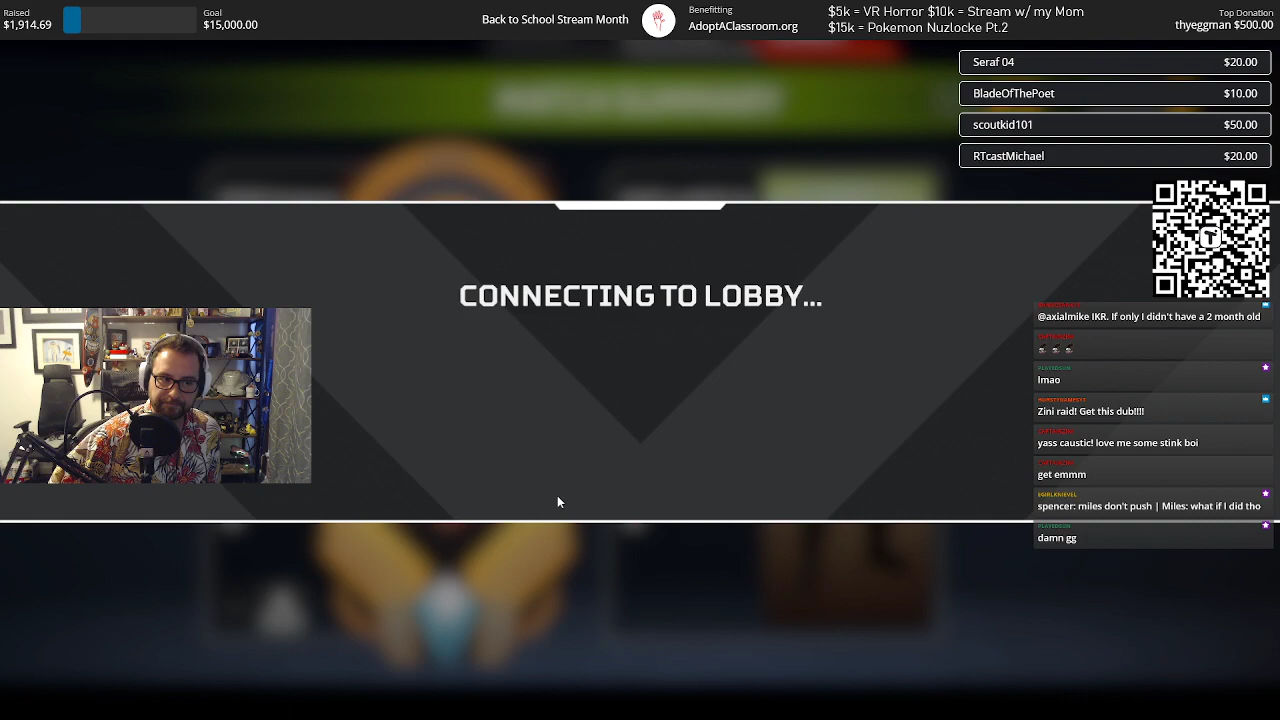 Raised
$1,914.69
Goal
$15,000.00
Back to School Stream Month
Benefitting
AdoptAClassroom.org
$5k = VR Horror $10k = Stream w/ my Mom
$15k = Pokemon Nuzlocke Pt.2
Top Donation
thyeggman $500.00
Seraf 04 $20.00
BladeOfThePoet $10.00
scoutkid101 $50.00
RTcastMichael $20.00
CONNECTING TO LOBBY...
@axialmike IKR. If only I didn't have a 2 month old
lmao
Zini raid! Get this dub!!!!
yass caustic! love me some stink boi
get emmm
EGIRLKNIEVEL
spencer: miles don't push | Miles: what if I did tho
damn gg